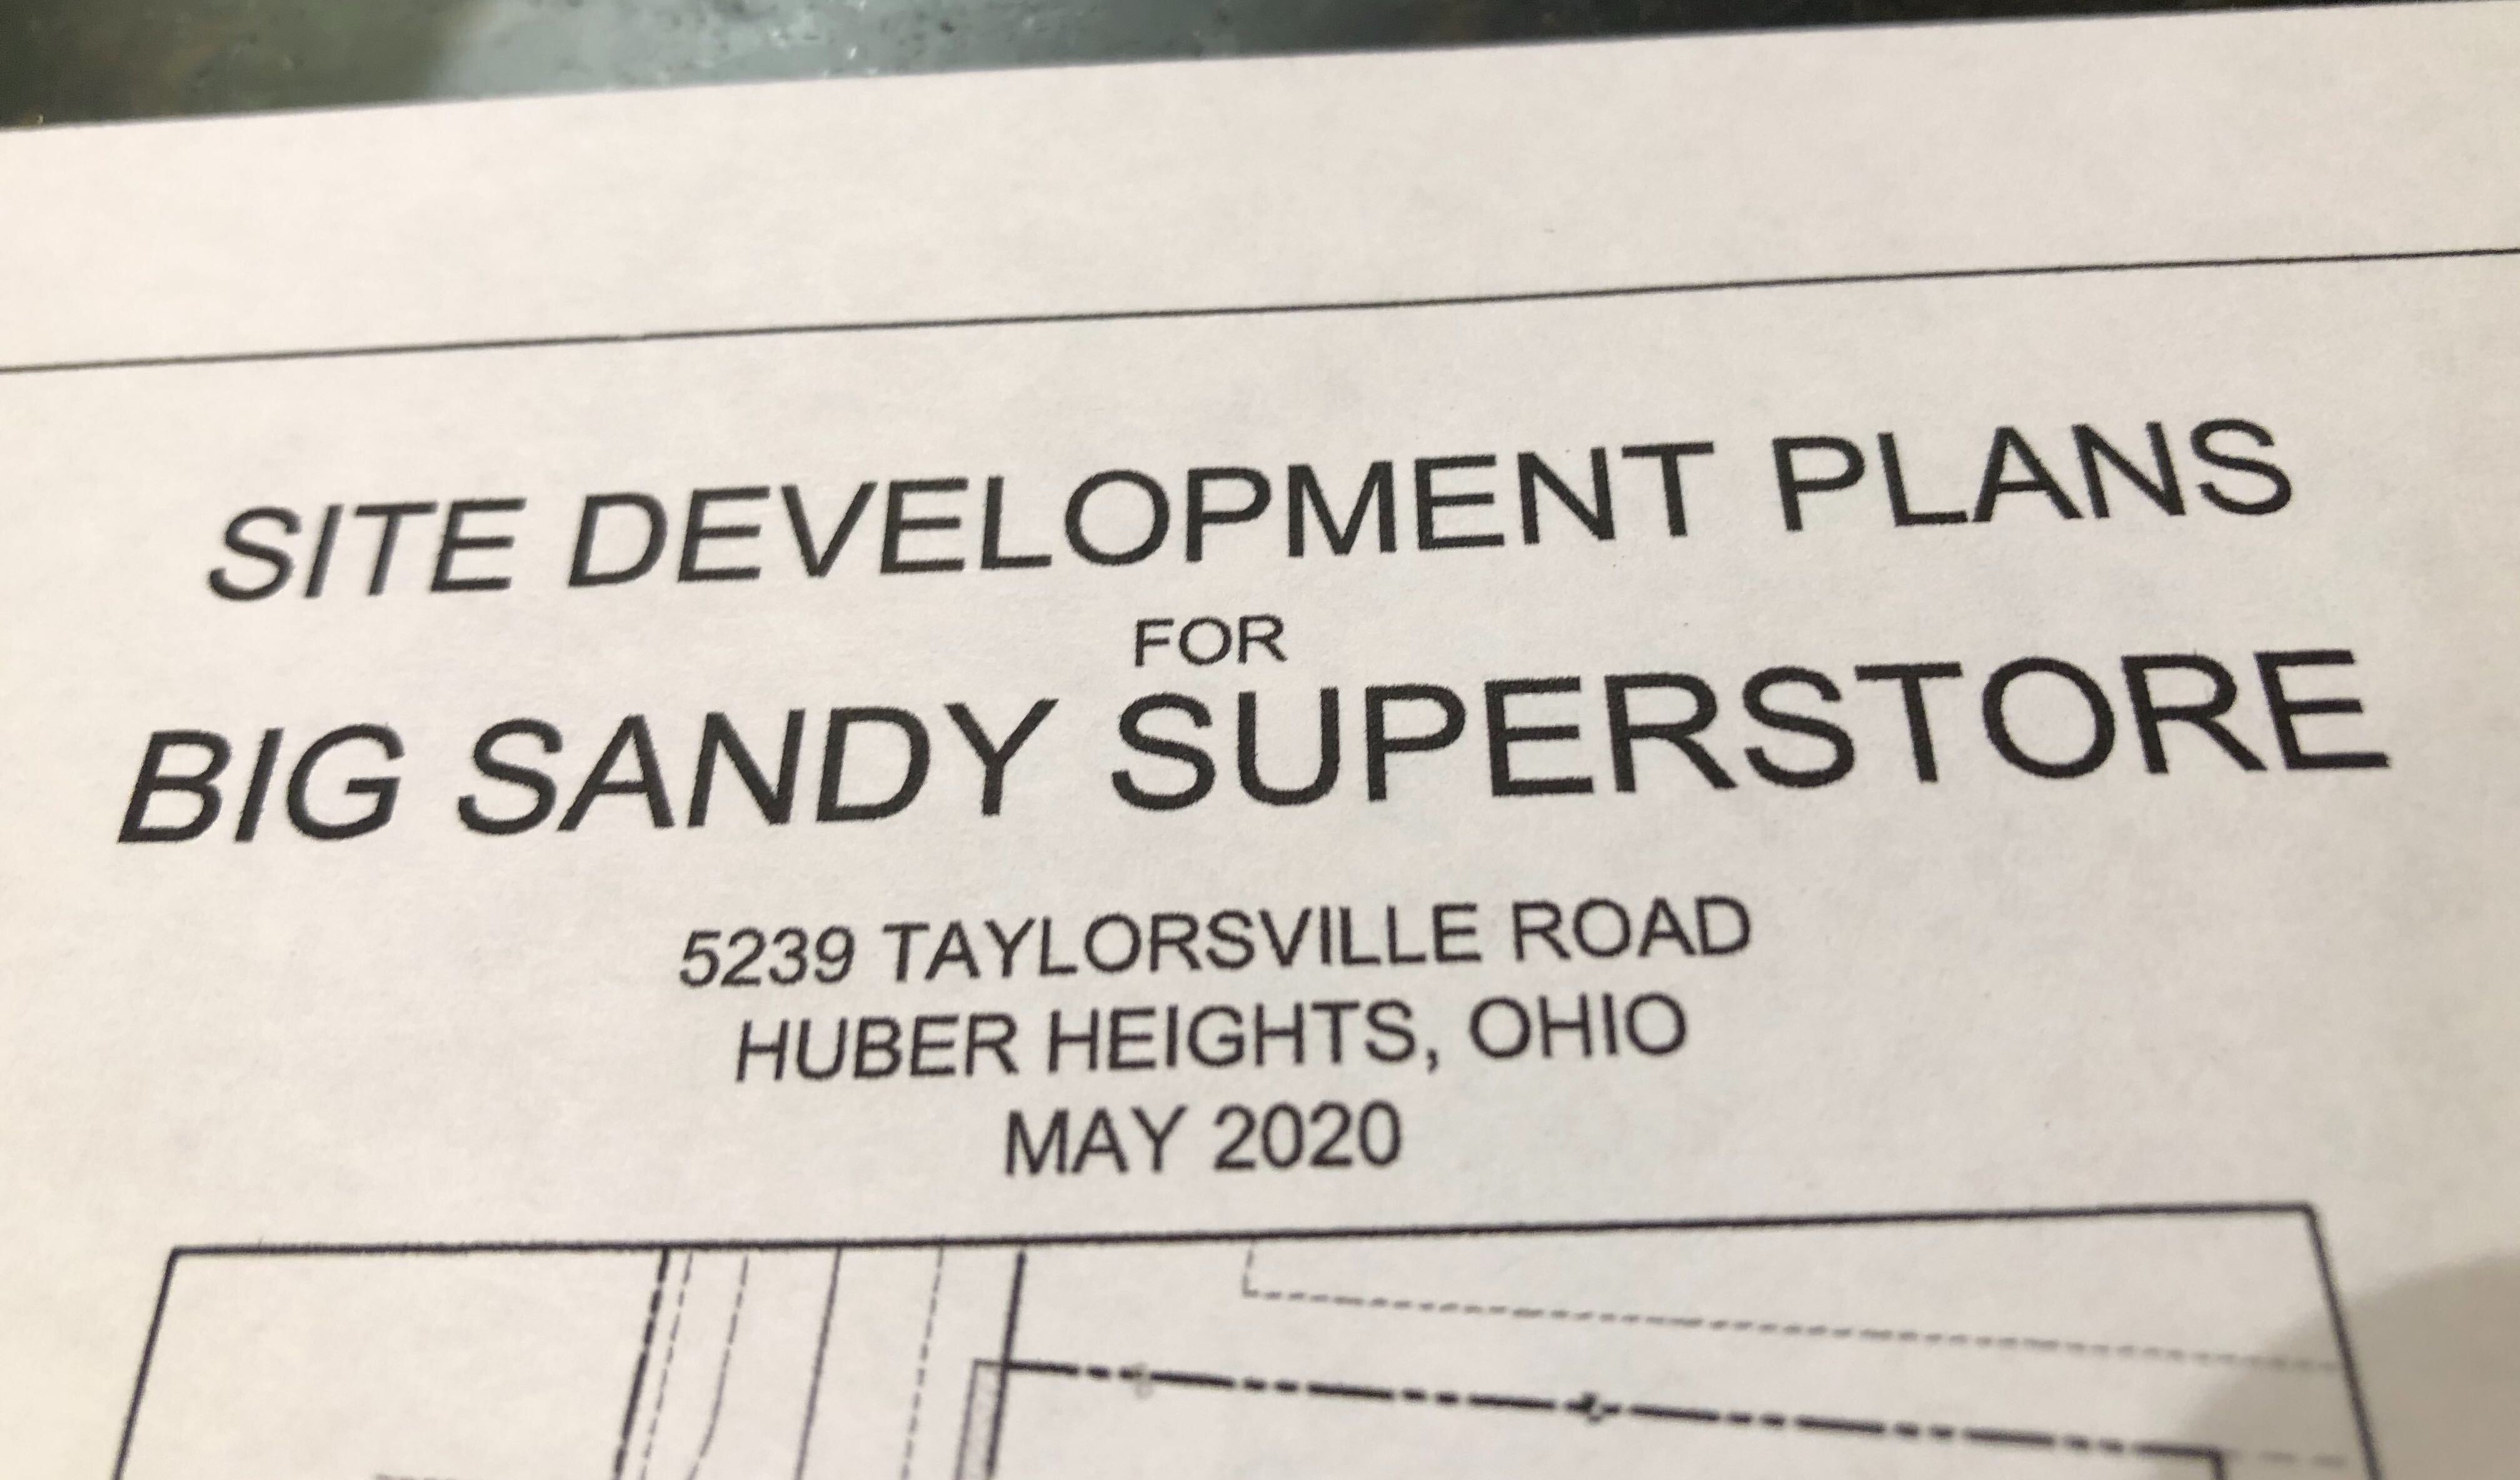 SITE DEVELOPMENT PLANS
FOR
BIG SANDY SUPERSTORE
5239 TAYLORSVILLE ROAD
HUBER HEIGHTS, OHIO
MAY 2020